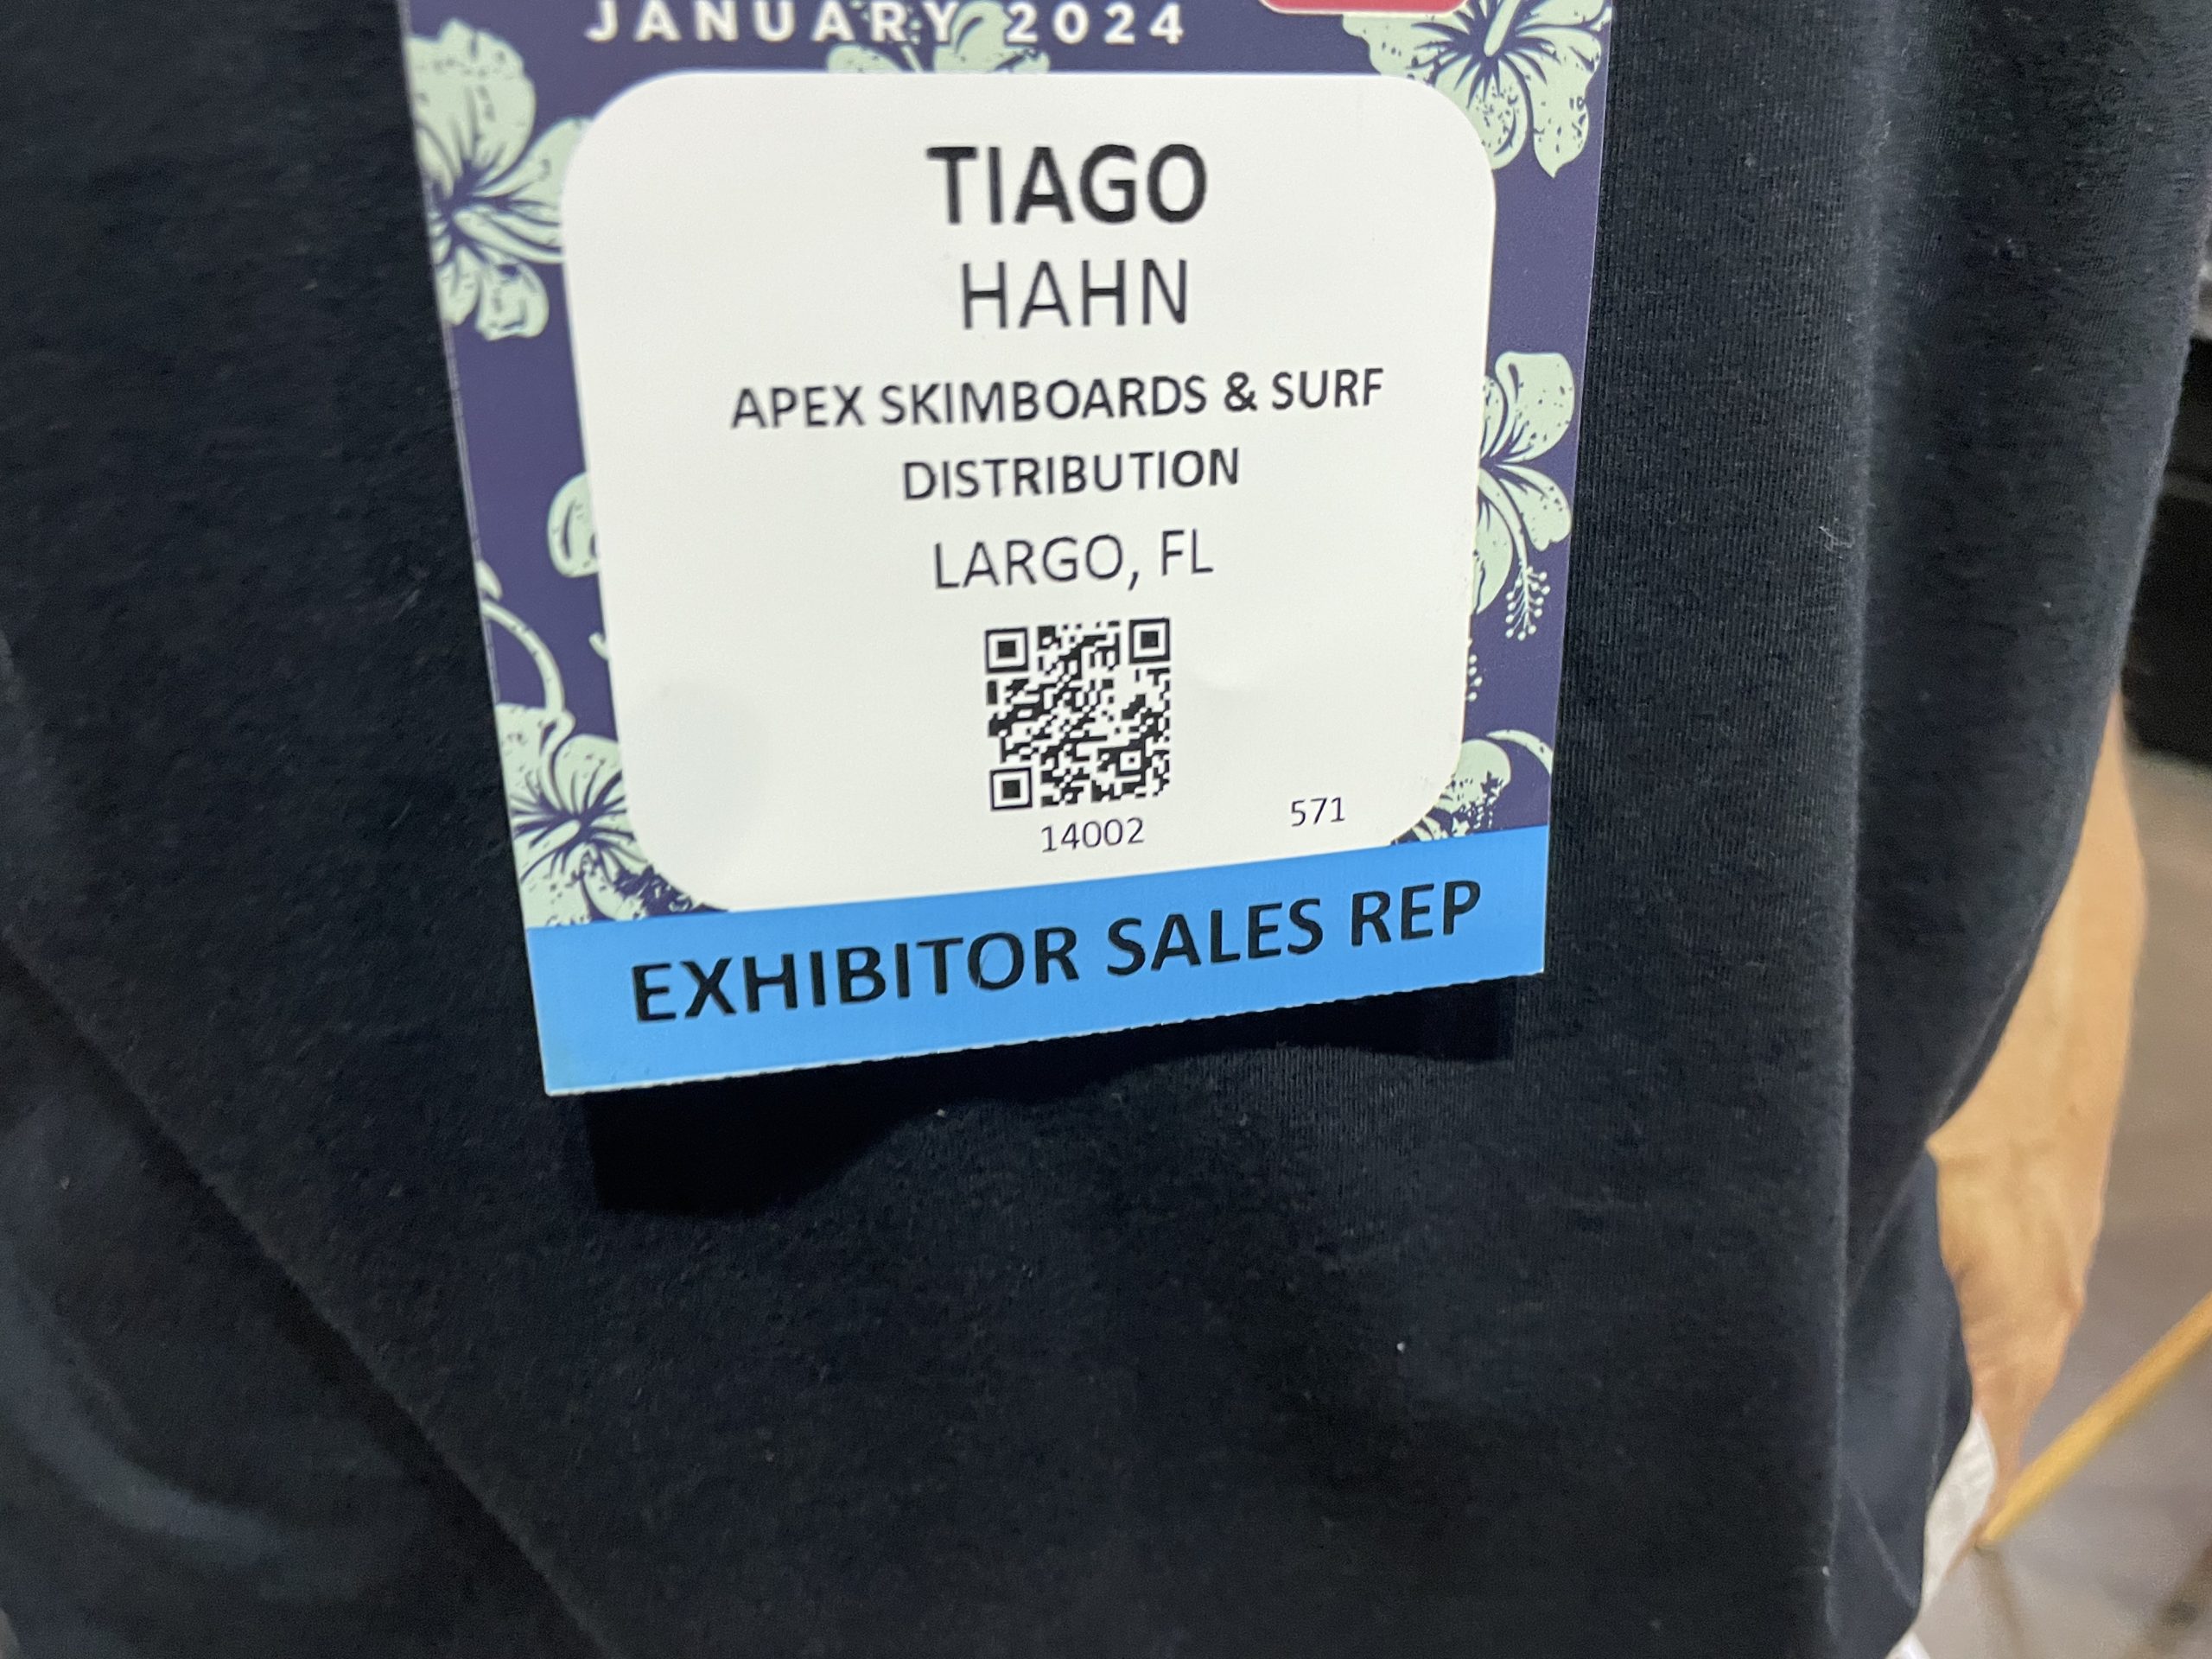 JANUARY 2024
TIAGO
HAHN
APEX SKIMBOARDS & SURF
DISTRIBUTION
LARGO, FL
14002
571
EXHIBITOR SALES REP